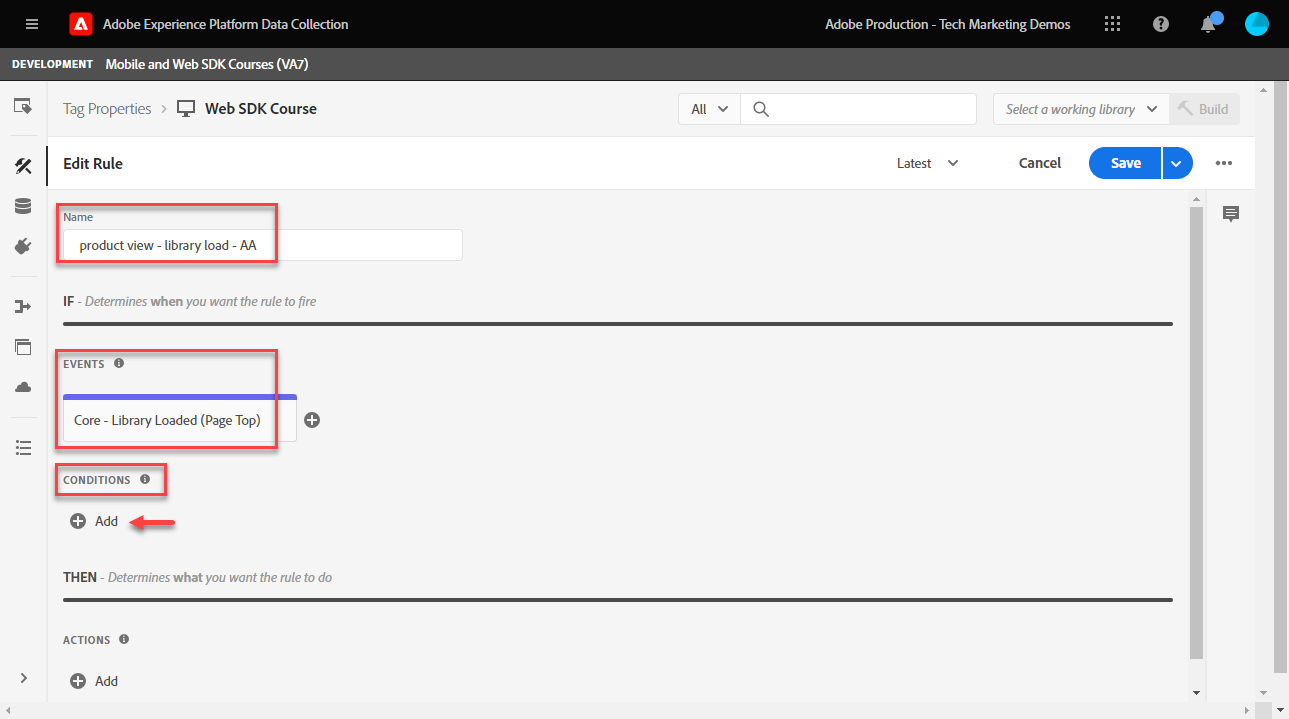 Adobe Experience Platform Data Collection
Adobe Production - Tech Marketing Demos
DEVELOPMENT Mobile and Web SDK Courses (VA7)
Tag Properties > Web SDK Course
All
Select a working library
Build
Edit Rule
Latest
Cancel
Save
Name
product view - library load - AA
IF - Determines when you want the rule to fire
EVENTS
Core - Library Loaded (Page Top)
CONDITIONS
Add
THEN - Determines what you want the rule to do
ACTIONS
Add